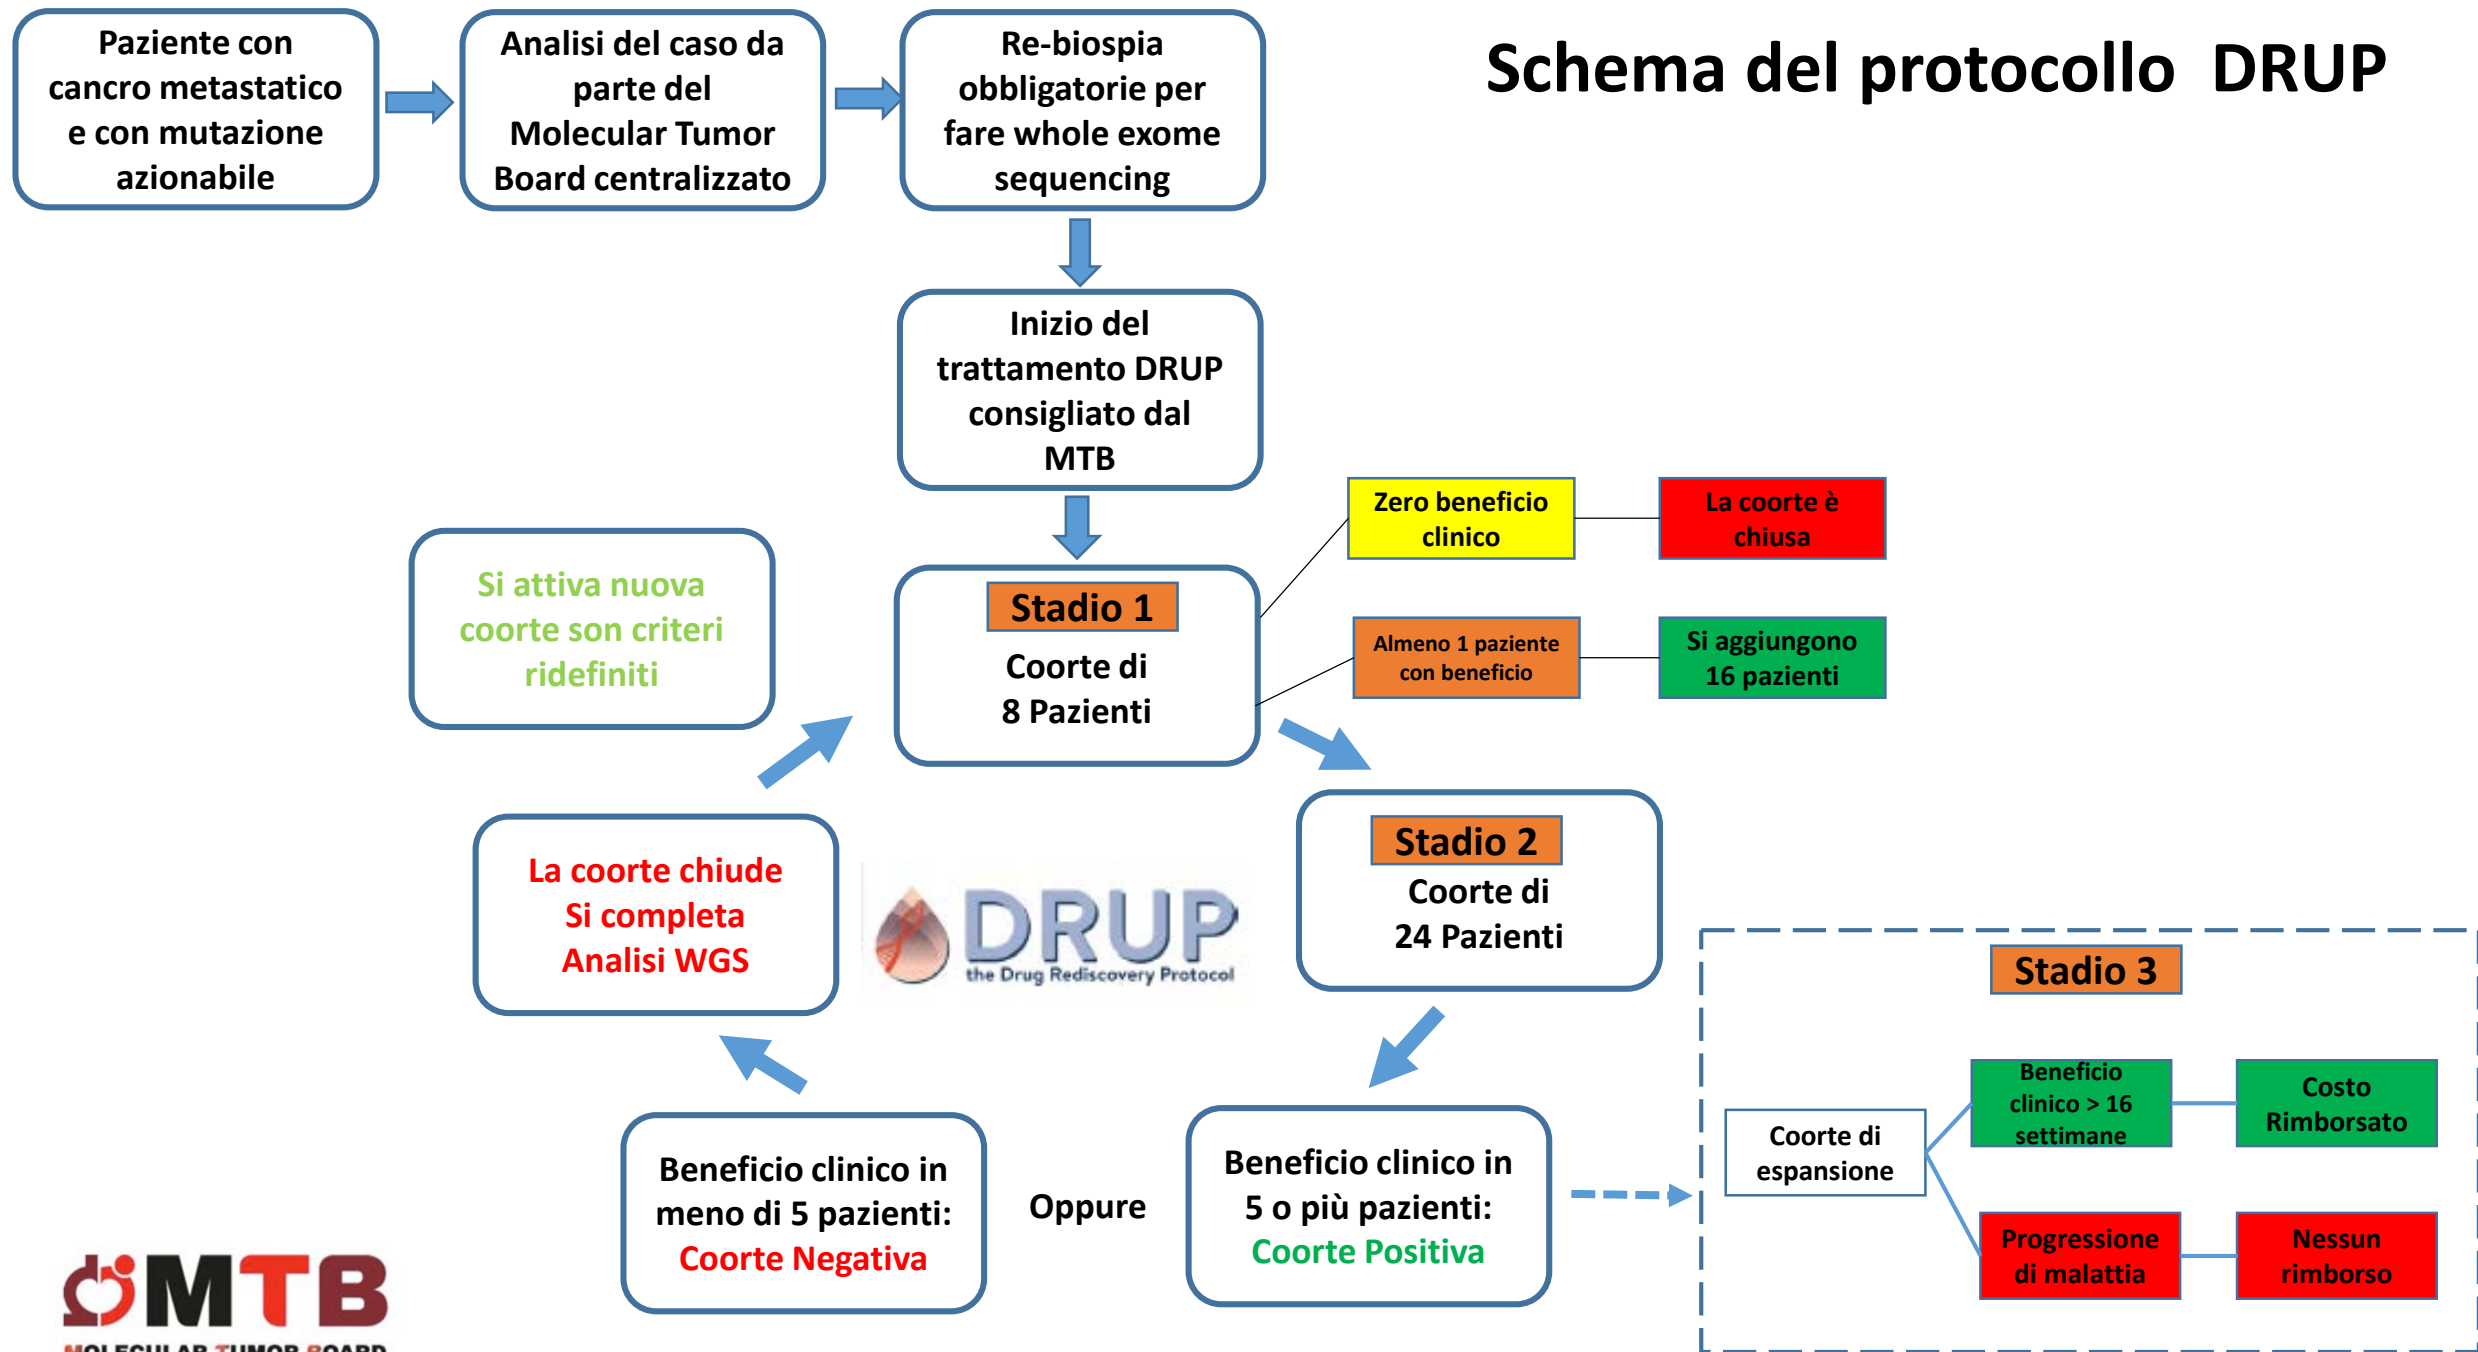 Schema del protocollo DRUP
Paziente con
cancro metastatico
e con mutazione
azionabile
Analisi del caso da
parte del
Molecular Tumor
Board centralizzato
Re-biospia
obbligatorie per
fare whole exome
sequencing
Inizio del
trattamento DRUP
consigliato dal
MTB
Stadio 1
Coorte di
8 Pazienti
Zero beneficio
clinico
La coorte è
chiusa
Almeno 1 paziente
con beneficio
Si aggiungono
16 pazienti
Stadio 2
Coorte di
24 Pazienti
Beneficio clinico in
5 o più pazienti:
Coorte Positiva
Oppure
Beneficio clinico in
meno di 5 pazienti:
Coorte Negativa
La coorte chiude
Si completa
Analisi WGS
Si attiva nuova
coorte son criteri
ridefiniti
DRUP
the Drug Rediscovery Protocol
Stadio 3
Coorte di
espansione
Beneficio
clinico > 16
settimane
Costo
Rimborsato
Progressione
di malattia
Nessun
rimborso
MTB
MOLECULAR TUMOR BOARD